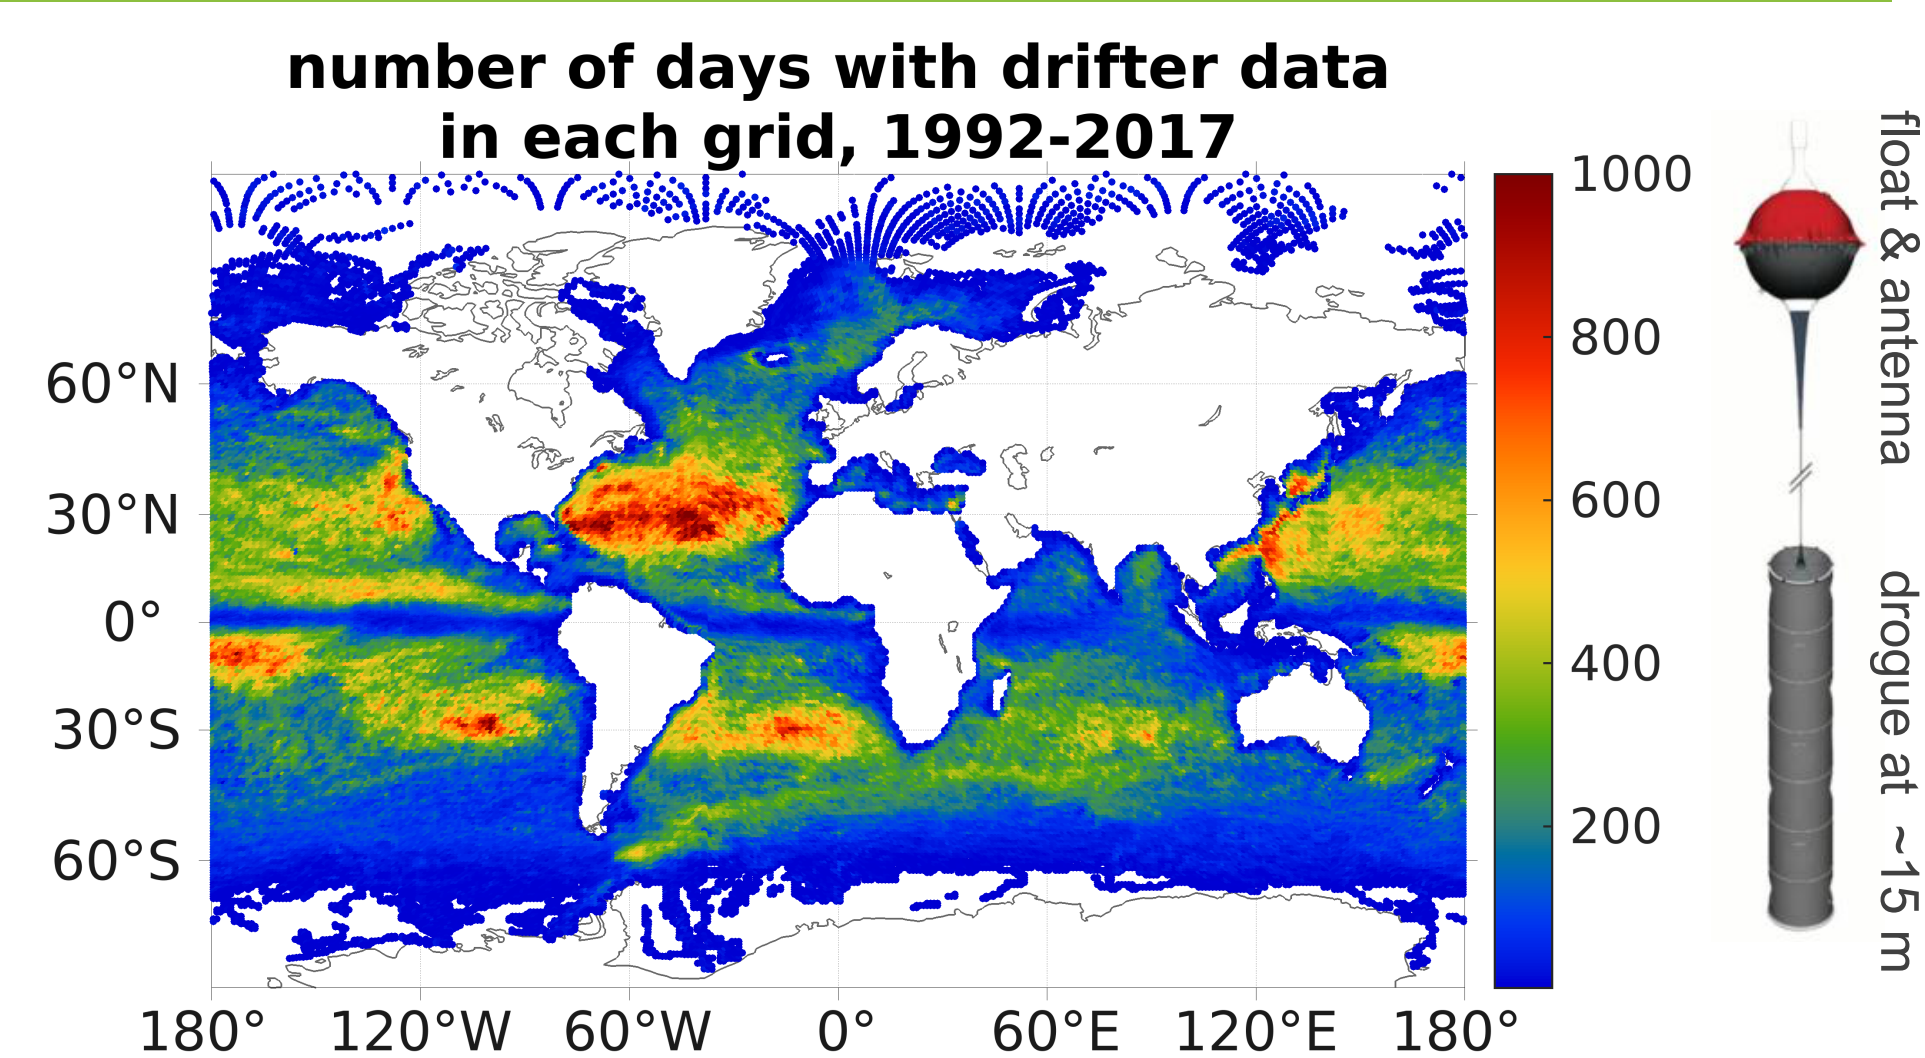 number of days with drifter data
in each grid, 1992-2017
60°N
30°N
0°
30°S
60°S
180°
120°W
60°W
0°
60°E
120°E
180°
1000
800
600
400
200
float & antenna
drogue at ~15 m